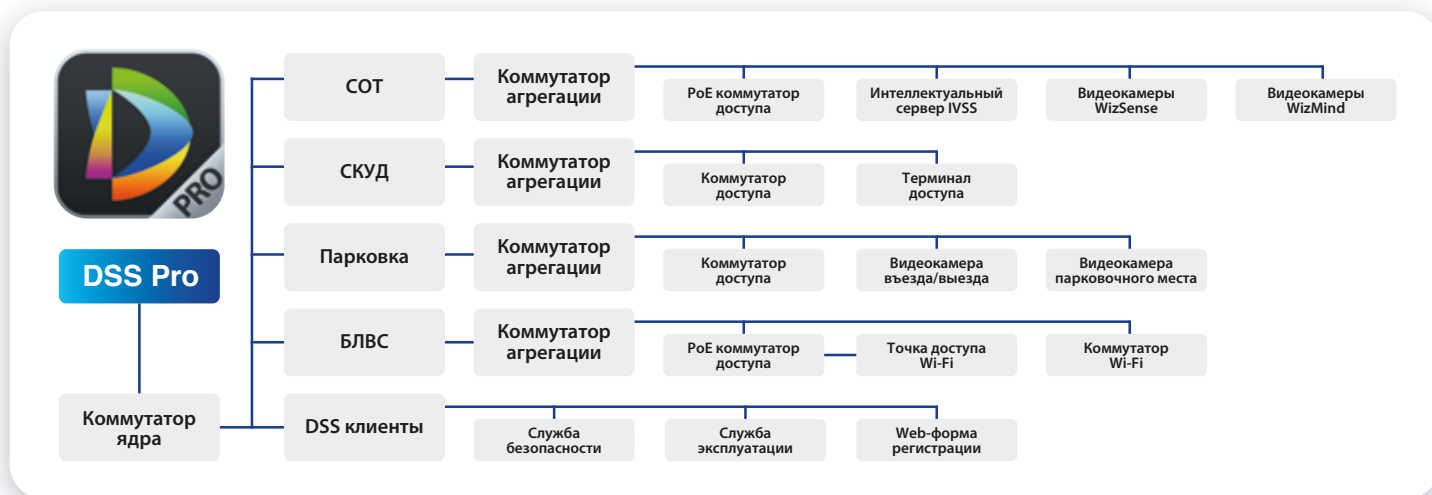 СОТ
Коммутатор
агрегации
PoE коммутатор
доступа
Интеллектуальный
сервер IVSS
Видеокамеры
WizSense
Видеокамеры
WizMind
PRO
СКУД
Коммутатор
агрегации
Коммутатор
доступа
Терминал
доступа
DSS Pro
Парковка
Коммутатор
агрегации
Коммутатор
доступа
Видеокамера
въезда/выезда
Видеокамера
парковочного места
БЛВС
Коммутатор
агрегации
PoE коммутатор
доступа
Точка доступа
Wi-Fi
Коммутатор
Wi-Fi
Коммутатор
ядра
DSS клиенты
Служба
безопасности
Служба
эксплуатации
Web-форма
регистрации